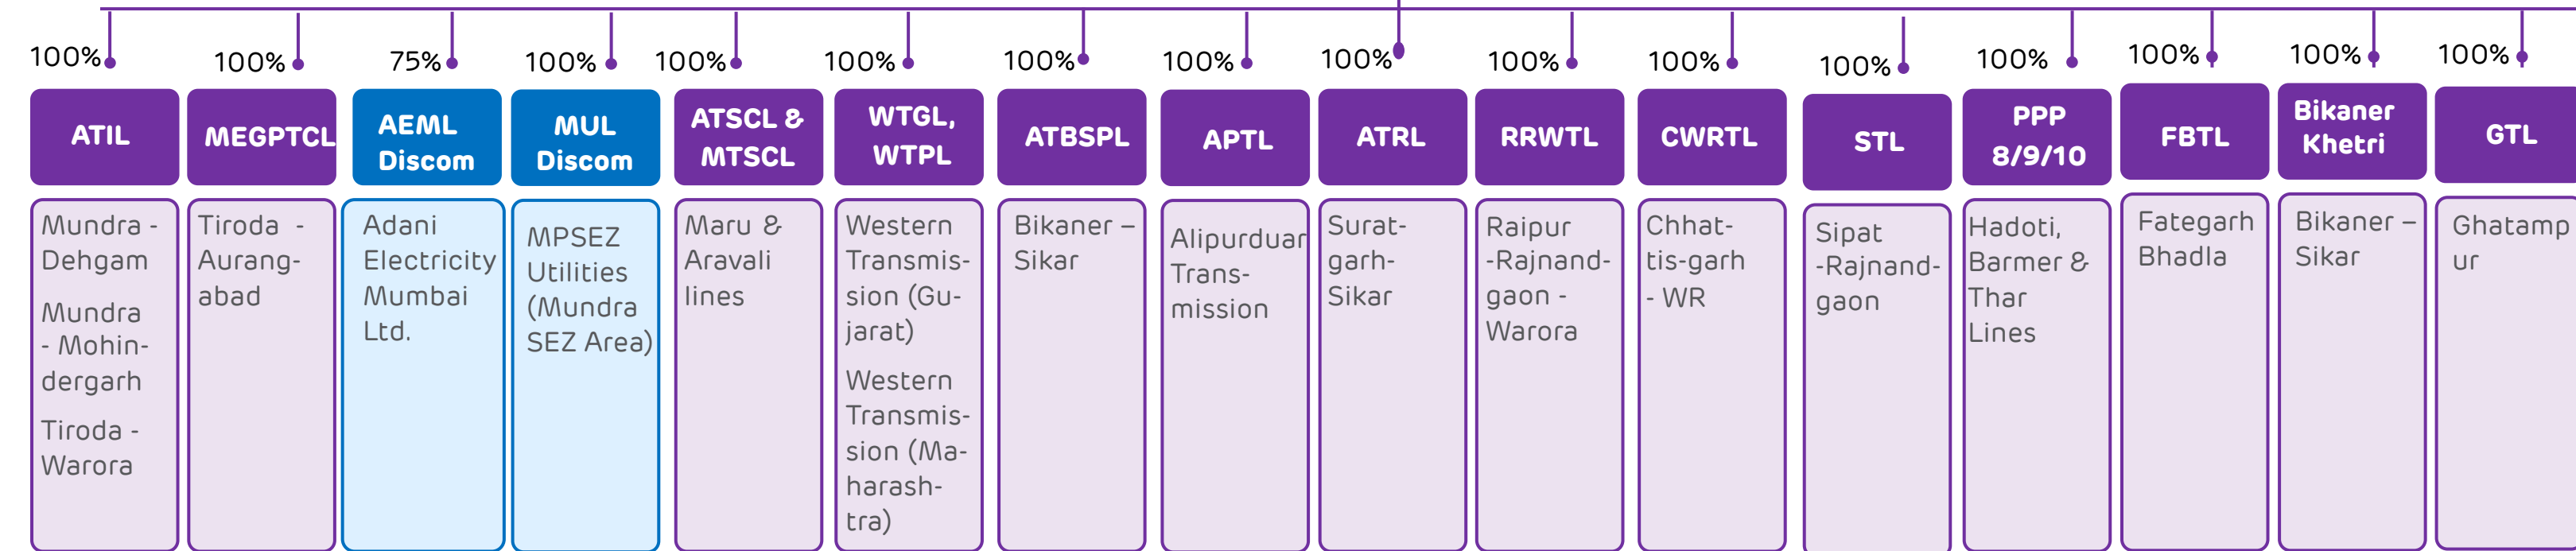 100%
100%
75%
100%
100%
100%
100%
100%
100%
100%
100%
100%
100%
100%
100%
100%
ATIL
MEGPTCL
AEML
Discom
MUL
Discom
ATSCL &
MTSCL
WTGL,
WTPL
ATBSPL
APTL
ATRL
RRWTL
CWRTL
STL
PPP
8/9/10
FBTL
Bikaner
Khetri
GTL
Mundra -
Dehgam
Mundra
- Mohin-
dergarh
Tiroda -
Warora
Tiroda -
Aurang-
abad
Adani
Electricity
Mumbai
Ltd.
MPSEZ
Utilities
(Mundra
SEZ Area)
Maru &
Aravali
lines
Western
Transmis-
sion (Gu-
jarat)
Western
Transmis-
sion (Ma-
harash-
tra)
Bikaner –
Sikar
Alipurduar
Trans-
mission
Surat-
garh-
Sikar
Raipur
-Rajnand-
gaon -
Warora
Chhat-
tis-garh
- WR
Sipat
-Rajnand-
gaon
Hadoti,
Barmer &
Thar
Lines
Fategarh
Bhadla
Bikaner –
Sikar
Ghatamp
ur